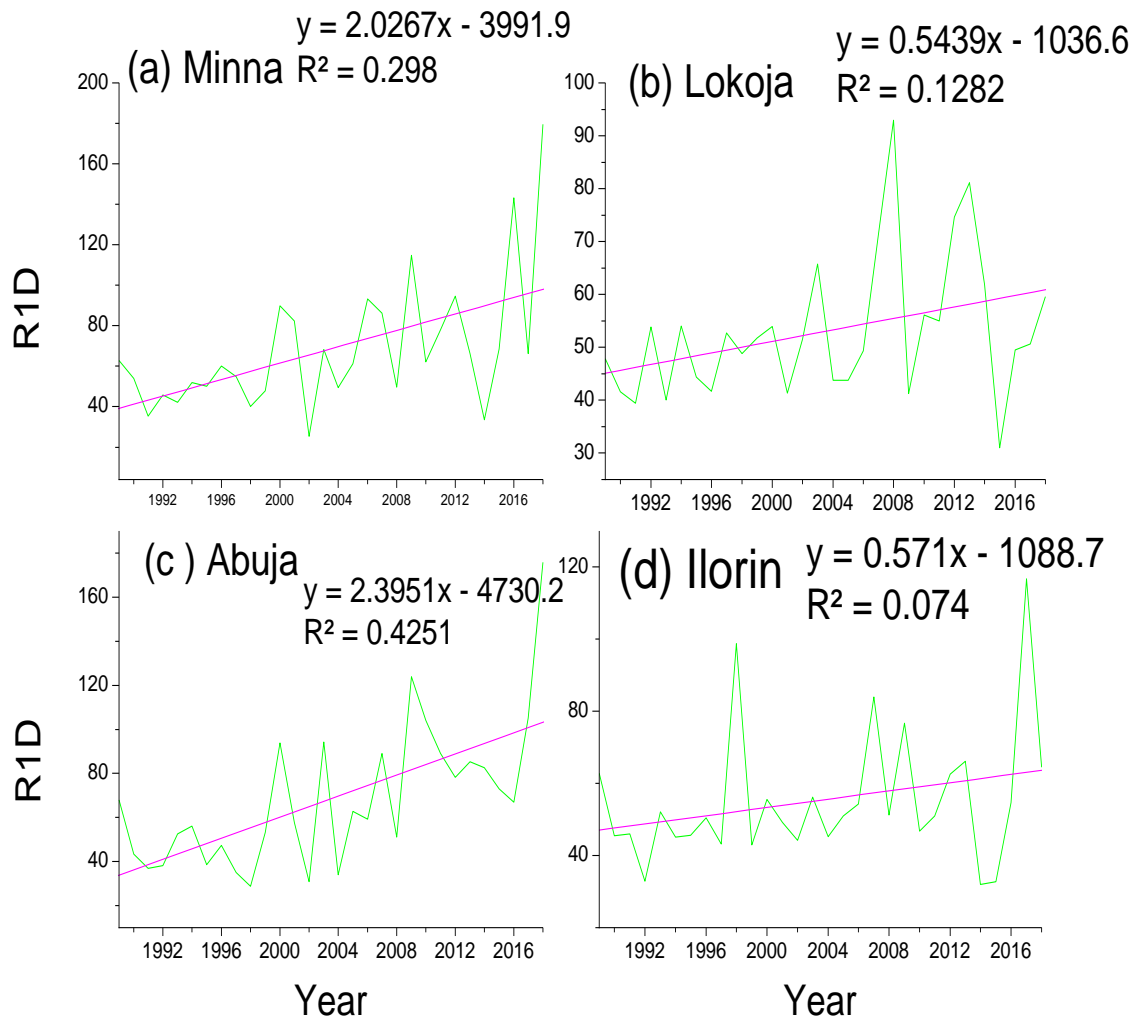 (a) Minna
y = 2.0267x - 3991.9
R² = 0.298
200
160
120
80
40
1992 1996 2000 2004 2008 2012 2016
R1D
(b) Lokoja
y = 0.5439x - 1036.6
R² = 0.1282
100
90
80
70
60
50
40
30
1992 1996 2000 2004 2008 2012 2016
(c ) Abuja
y = 2.3951x - 4730.2
R² = 0.4251
160
120
80
40
1992 1996 2000 2004 2008 2012 2016
R1D
Year
(d) Ilorin
y = 0.571x - 1088.7
R² = 0.074
120
80
40
1992 1996 2000 2004 2008 2012 2016
Year